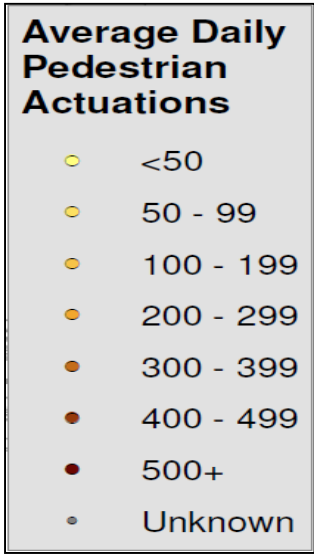 Average Daily
Pedestrian
Actuations
<50
50 - 99
100 - 199
200 - 299
300 - 399
400 - 499
500+
Unknown